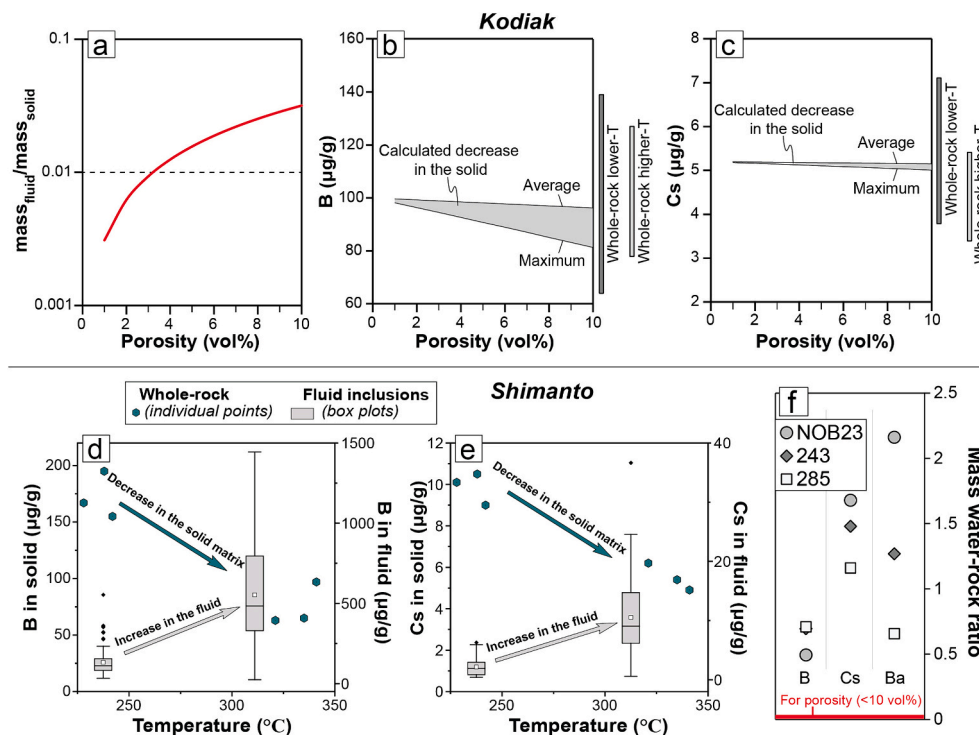 Kodiak
a
0.1
0.01
0.001
mass_fluid/mass_solid
0 2 4 6 8 10
Porosity (vol%)
b
160
140
120
100
80
60
B (µg/g)
Calculated decrease
in the solid
Average
Maximum
0 2 4 6 8 10
Porosity (vol%)
Whole-rock lower-T
Whole-rock higher-T
c
8
7
6
5
4
3
2
Cs (µg/g)
Calculated decrease
in the solid
Average
Maximum
0 2 4 6 8 10
Porosity (vol%)
Whole-rock lower-T
Whole-rock higher-T
Shimanto
Whole-rock
(individual points)
Fluid inclusions
(box plots)
d
200
175
150
125
100
75
50
25
0
B in solid (µg/g)
Decrease in the solid matrix
Increase in the fluid
1500
1000
500
0
B in fluid (µg/g)
250 300 350
Temperature (°C)
e
12
10
8
6
4
2
0
Cs in solid (µg/g)
Decrease in the solid matrix
Increase in the fluid
40
20
0
Cs in fluid (µg/g)
250 300 350
Temperature (°C)
f
NOB23
243
285
B Cs Ba
For porosity (<10 vol%)
2.5
2
1.5
1
0.5
0
Mass water-rock ratio